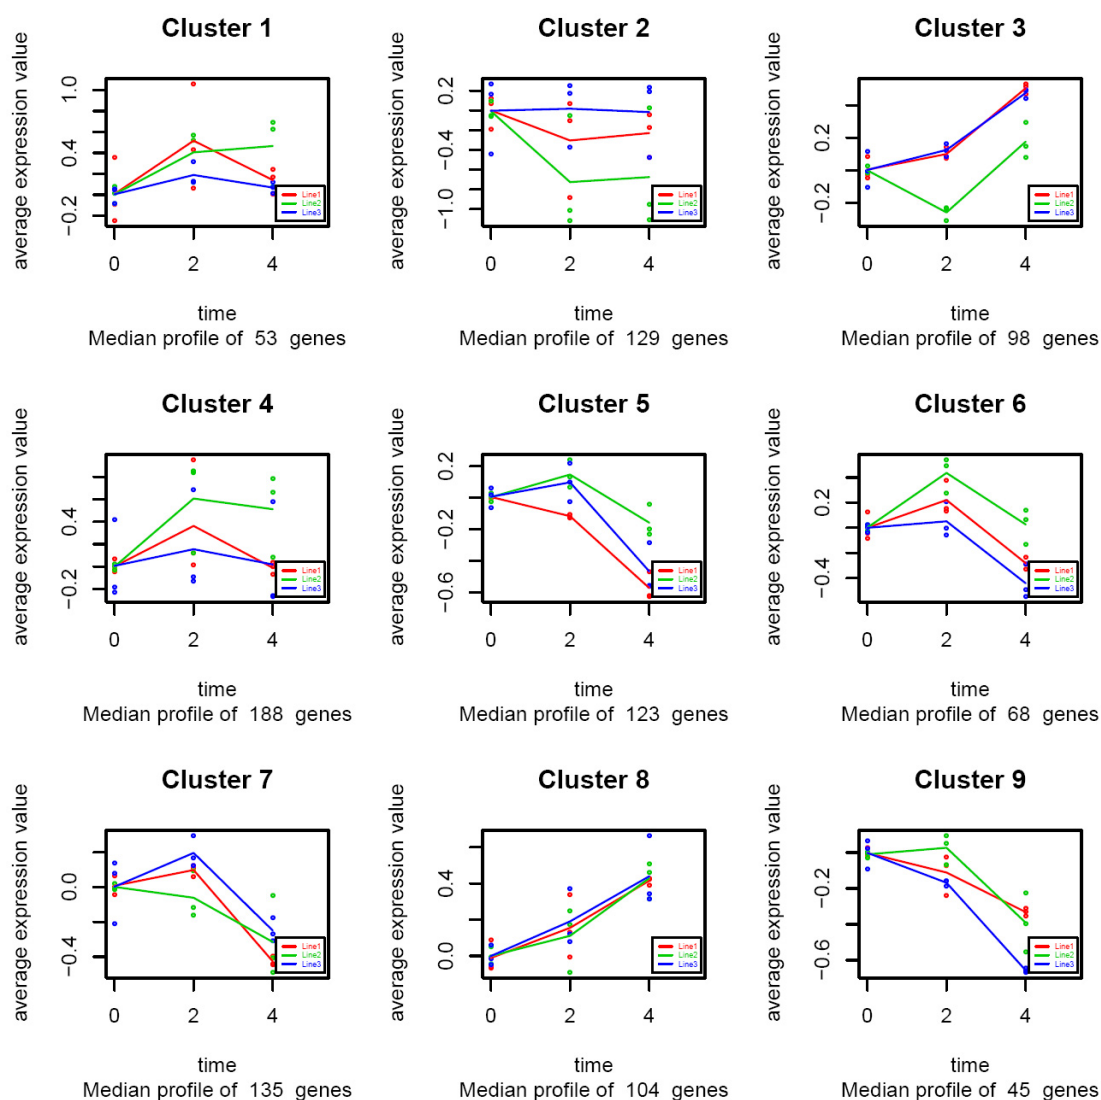 Cluster 1
average expression value
1.0
0.4
−0.2
Line1
Line2
Line3
0 2 4
time
Median profile of 53 genes
Cluster 2
average expression value
0.2
−0.4
−1.0
Line1
Line2
Line3
0 2 4
time
Median profile of 129 genes
Cluster 3
average expression value
0.2
−0.2
Line1
Line2
Line3
0 2 4
time
Median profile of 98 genes
Cluster 4
average expression value
0.4
−0.2
Line1
Line2
Line3
0 2 4
time
Median profile of 188 genes
Cluster 5
average expression value
0.2
−0.2
−0.6
Line1
Line2
Line3
0 2 4
time
Median profile of 123 genes
Cluster 6
average expression value
0.2
−0.4
Line1
Line2
Line3
0 2 4
time
Median profile of 68 genes
Cluster 7
average expression value
0.0
−0.4
Line1
Line2
Line3
0 2 4
time
Median profile of 135 genes
Cluster 8
average expression value
0.4
0.0
Line1
Line2
Line3
0 2 4
time
Median profile of 104 genes
Cluster 9
average expression value
−0.2
−0.6
Line1
Line2
Line3
0 2 4
time
Median profile of 45 genes